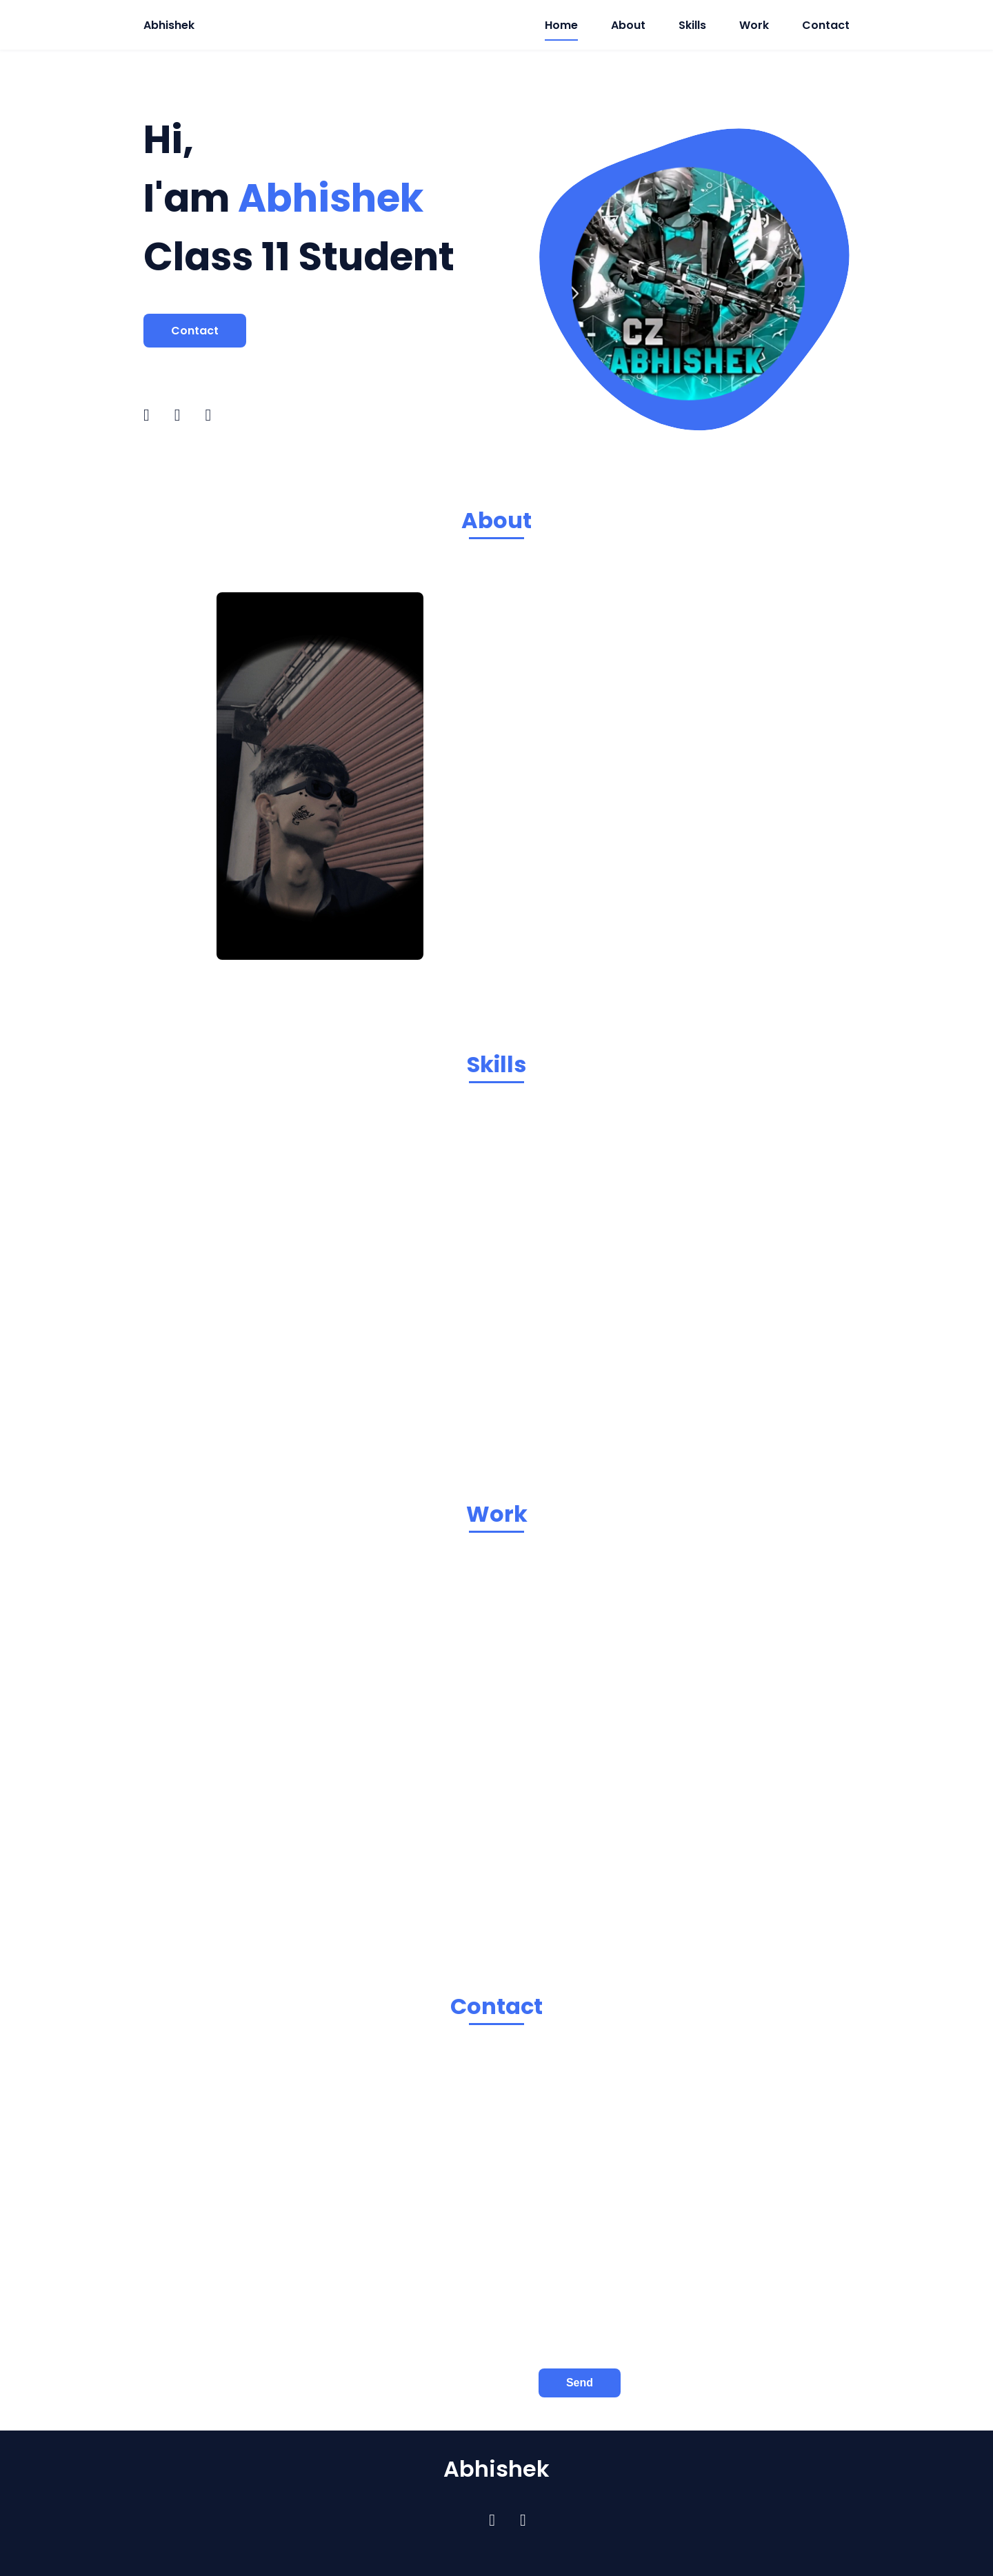 Abhishek
Home About Skills Work Contact
Hi,
I'am Abhishek
Class 11 Student
CZ
ABHISHEK
Contact
About
Skills
Work
Contact
Send
Abhishek